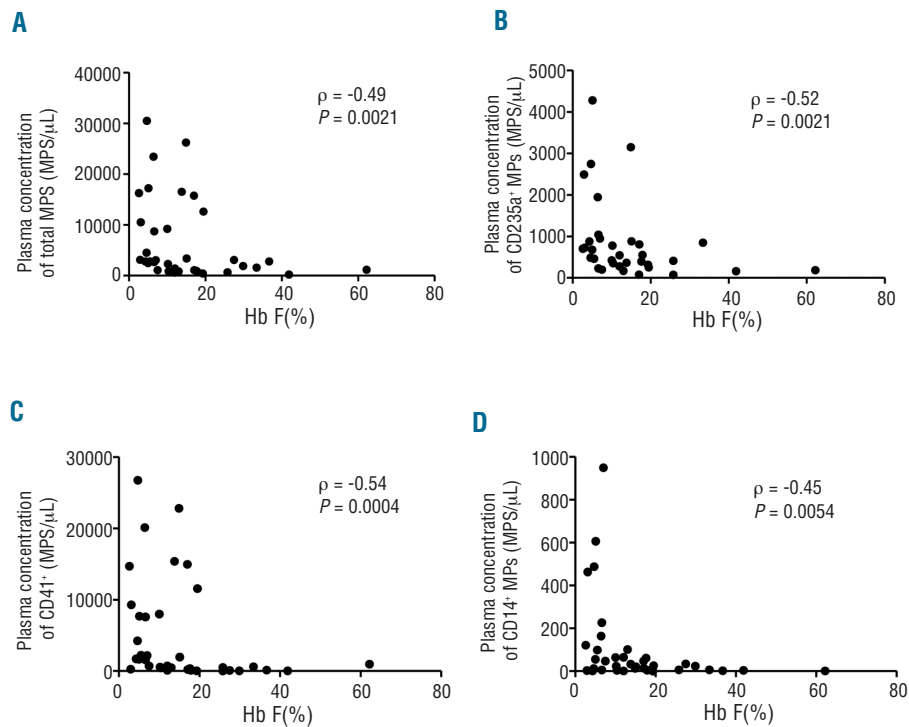 A
Plasma concentration
of total MPS (MPS/μL)
40000
30000
20000
10000
0
ρ = -0.49
P = 0.0021
0 20 40 60 80
Hb F(%)
B
Plasma concentration
of CD235a+ MPs (MPS/μL)
5000
4000
3000
2000
1000
0
ρ = -0.52
P = 0.0021
0 20 40 60 80
Hb F(%)
C
Plasma concentration
of CD41+ (MPS/μL)
30000
20000
10000
0
ρ = -0.54
P = 0.0004
0 20 40 60 80
Hb F(%)
D
Plasma concentration
of CD14+ MPs (MPS/μL)
1000
800
600
400
200
0
ρ = -0.45
P = 0.0054
0 20 40 60 80
Hb F(%)